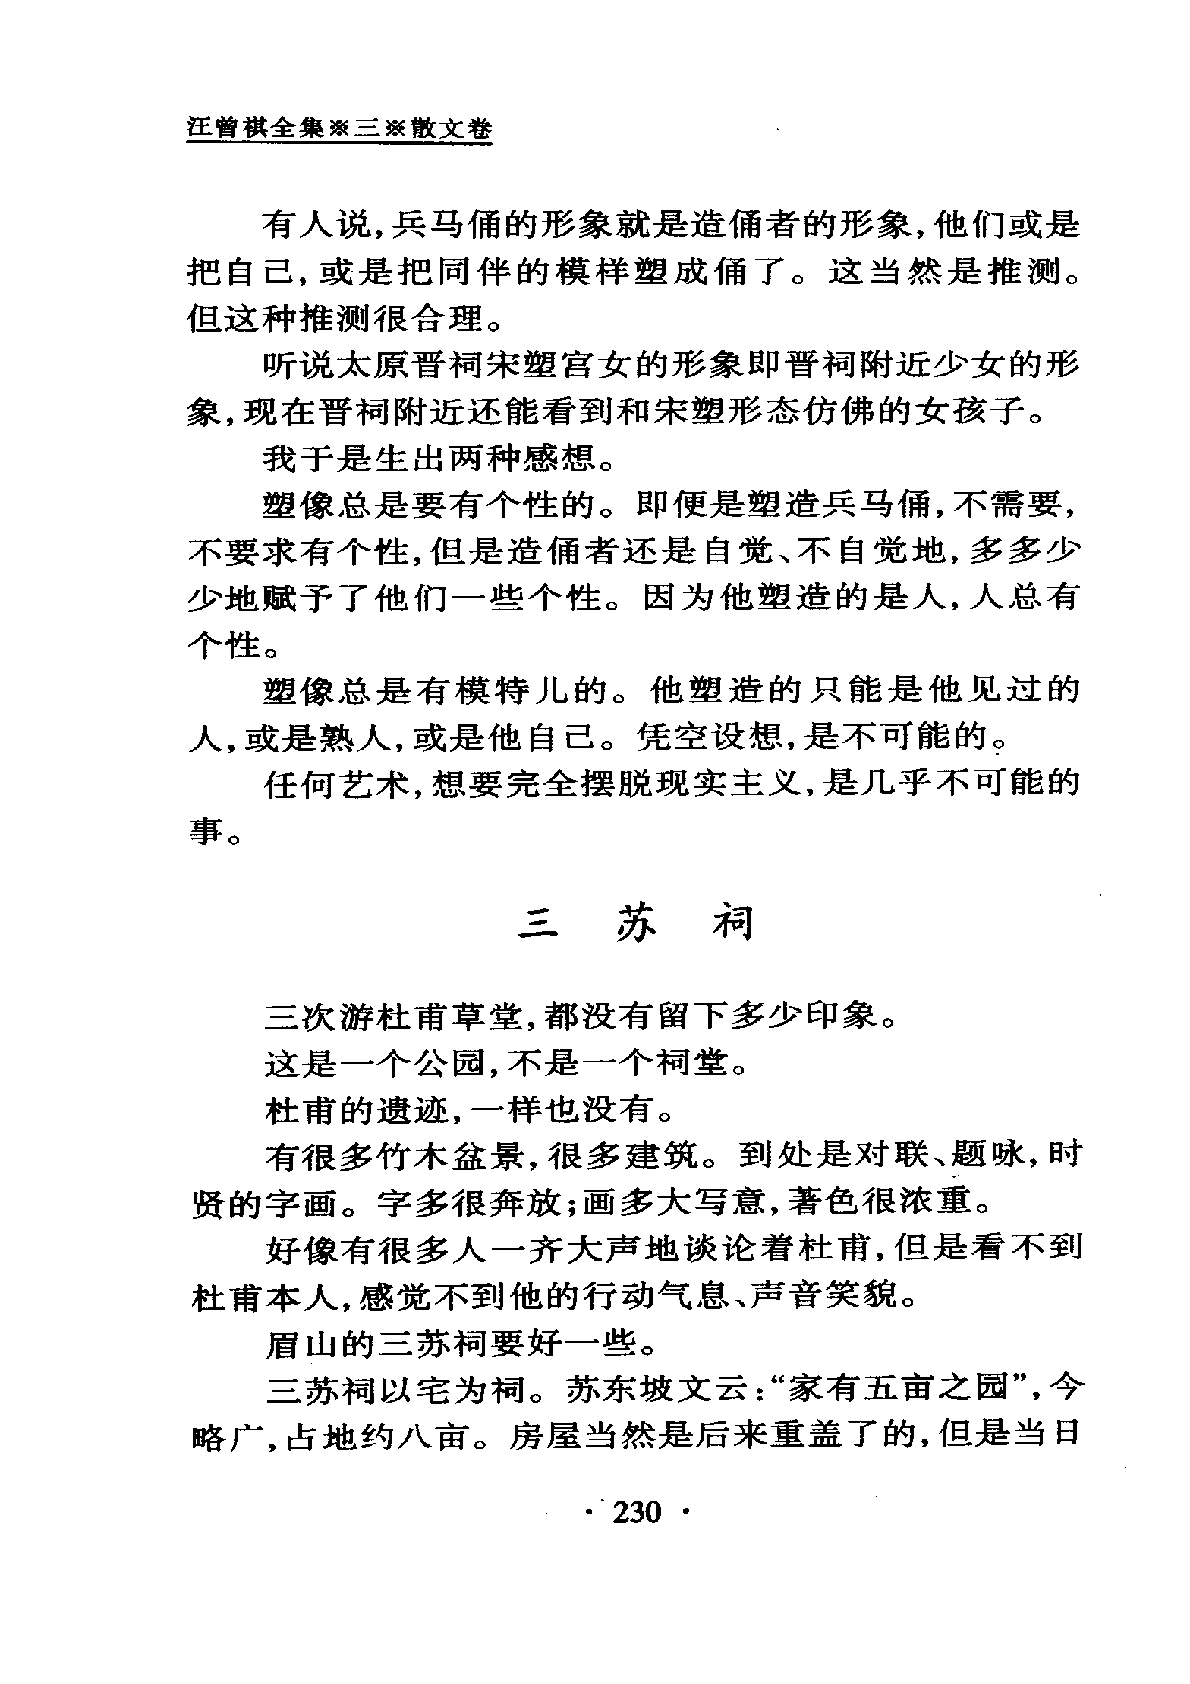 汪曾祺全集※三※散文卷
有人说,兵马俑的形象就是造俑者的形象,他们或是
把自己,或是把同伴的模样塑成俑了。这当然是推测。
但这种推测很合理。
听说太原晋祠宋塑宫女的形象即晋祠附近少女的形
象,现在晋祠附近还能看到和宋塑形态仿佛的女孩子。
我于是生出两种感想。
塑像总是要有个性的。即便是塑造兵马俑,不需要,
不要求有个性,但是造俑者还是自觉、不自觉地,多多少
少地赋予了他们一些个性。因为他塑造的是人,人总有
个性。
塑像总是有模特儿的。他塑造的只能是他见过的
人,或是熟人,或是他自己。凭空设想,是不可能的。
任何艺术,想要完全摆脱现实主义,是几乎不可能的
事。
三 苏 祠
三次游杜甫草堂,都没有留下多少印象。
这是一个公园,不是一个祠堂。
杜甫的遗迹,一样也没有。
有很多竹木盆景,很多建筑。到处是对联、题咏,时
贤的字画。字多很奔放;画多大写意,著色很浓重。
好像有很多人一齐大声地谈论着杜甫,但是看不到
杜甫本人,感觉不到他的行动气息、声音笑貌。
眉山的三苏祠要好一些。
三苏祠以宅为祠。苏东坡文云:“家有五亩之园”,今
略广,占地约八亩。房屋当然是后来重盖了的,但是当日
· 230 ·